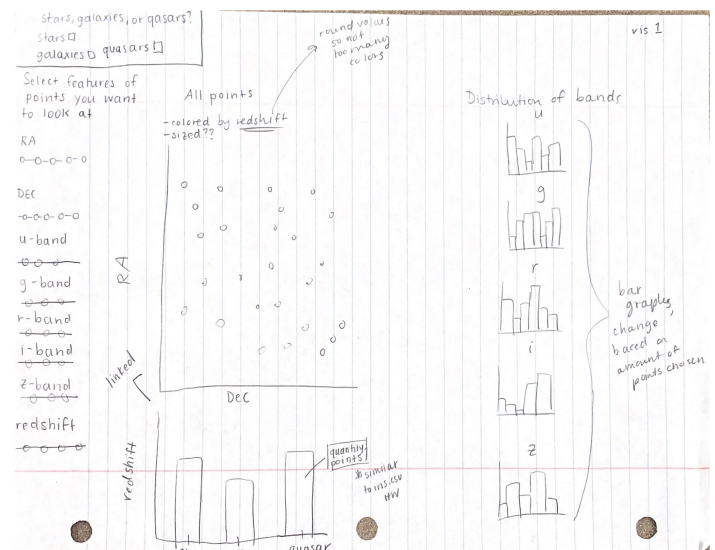 stars, galaxies, or qasars?
stars
galaxies quasars
Select features of
points you want
to look at
RA
DEC
u-band
g-band
r-band
i-band
z-band
redshift
All points
-colored by redshift
-sized??
round values
so not
too many
colors
RA
Dec
linked
redshift
quantity
points
similar
to ins.csv
HW
quasar
vis 1
Distribution of bands
u
g
r
i
z
bar
graphs
change
based on
amount of
points chosen